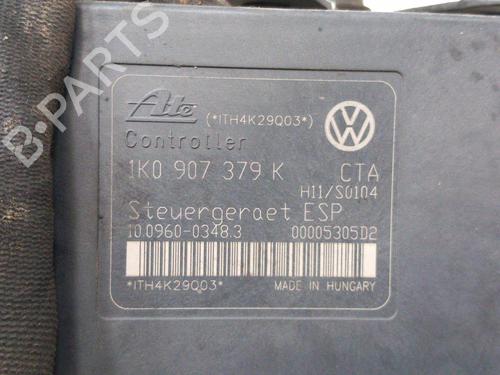 B-PARTS
Ate (*ITH4K29Q03*)
Controller
1K0 907 379 K CTA
H11/S0104
Steuergeraet ESP
10.0960-0348.3 00005305D2
*ITH4K29Q03* MADE IN HUNGARY